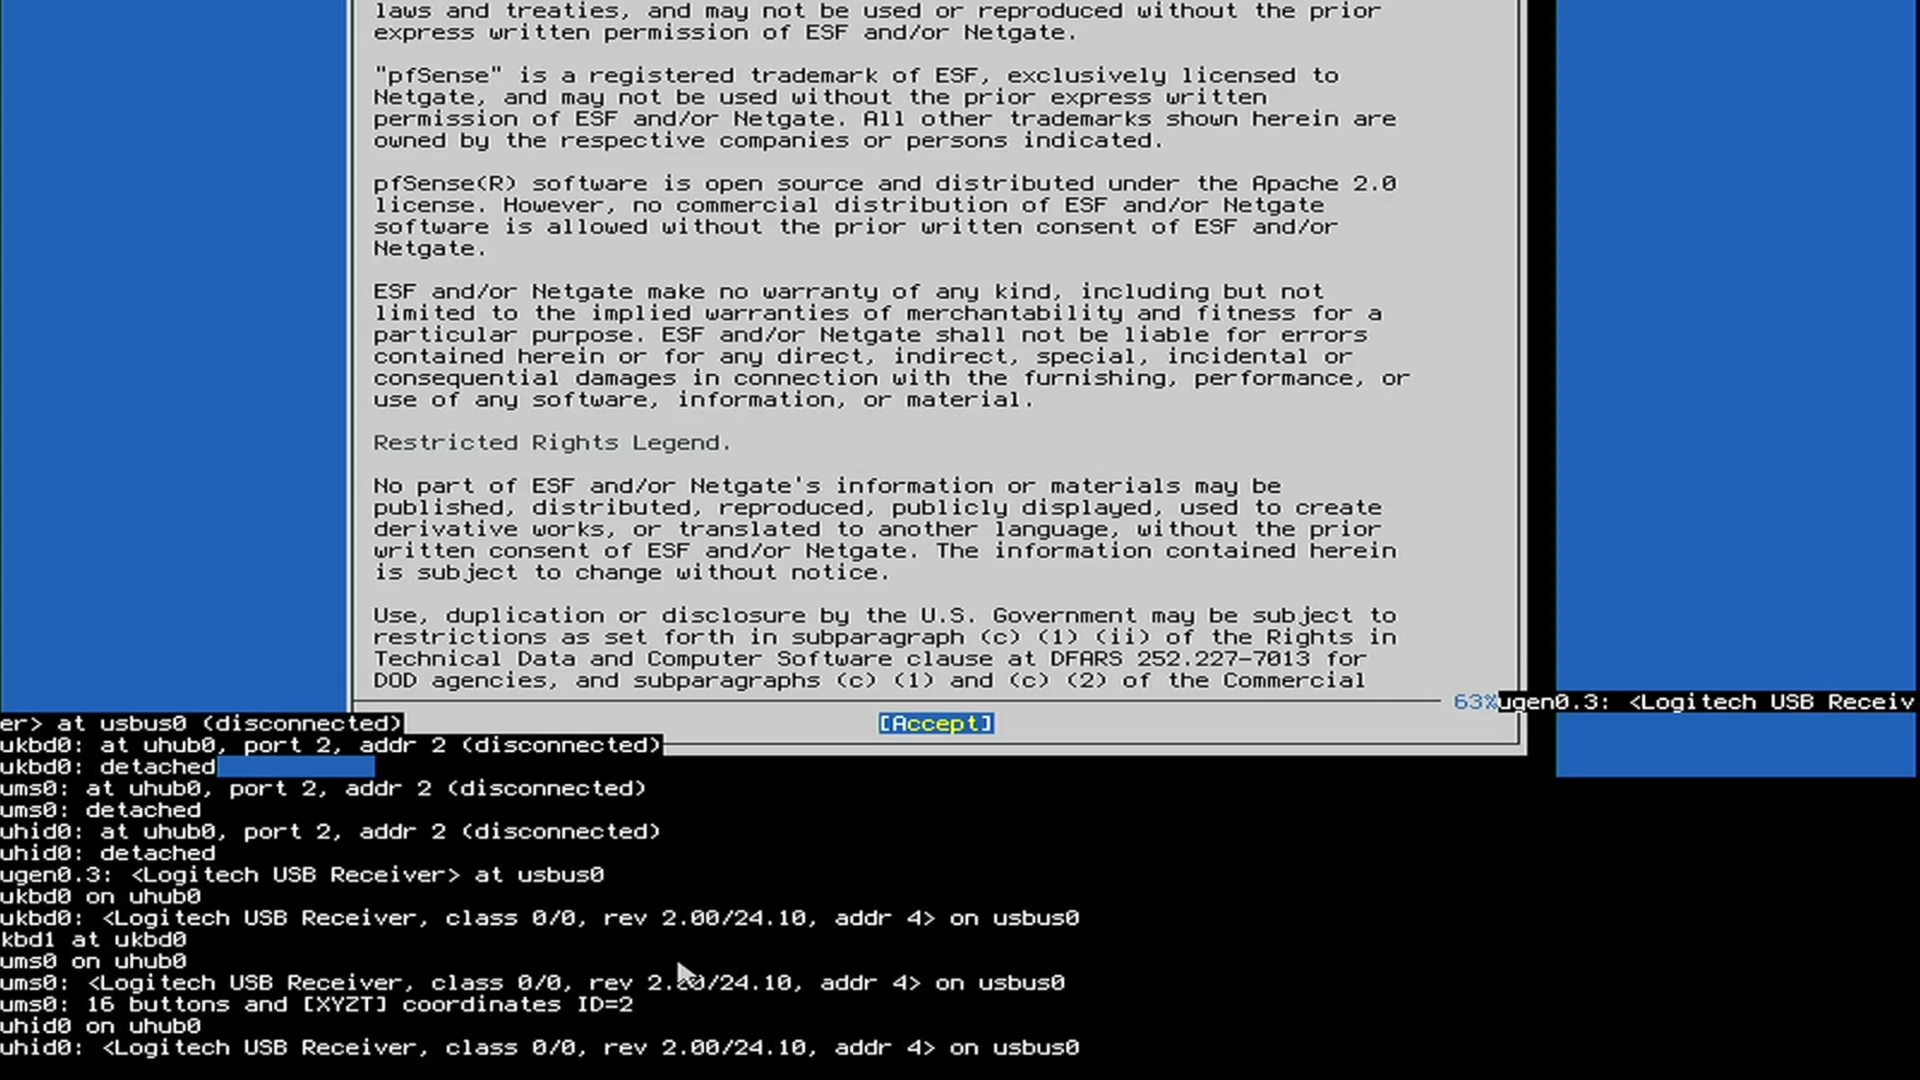 laws and treaties, and may not be used or reproduced without the prior
express written permission of ESF and/or Netgate.
"pfSense" is a registered trademark of ESF, exclusively licensed to
Netgate, and may not be used without the prior express written
permission of ESF and/or Netgate. All other trademarks shown herein are
owned by the respective companies or persons indicated.
pfSense(R) software is open source and distributed under the Apache 2.0
license. However, no commercial distribution of ESF and/or Netgate
software is allowed without the prior written consent of ESF and/or
Netgate.
ESF and/or Netgate make no warranty of any kind, including but not
limited to the implied warranties of merchantability and fitness for a
particular purpose. ESF and/or Netgate shall not be liable for errors
contained herein or for any direct, indirect, special, incidental or
consequential damages in connection with the furnishing, performance, or
use of any software, information, or material.
Restricted Rights Legend.
No part of ESF and/or Netgate's information or materials may be
published, distributed, reproduced, publicly displayed, used to create
derivative works, or translated to another language, without the prior
written consent of ESF and/or Netgate. The information contained herein
is subject to change without notice.
Use, duplication or disclosure by the U.S. Government may be subject to
restrictions as set forth in subparagraph (c) (1) (ii) of the Rights in
Technical Data and Computer Software clause at DFARS 252.227-7013 for
DOD agencies, and subparagraphs (c) (1) and (c) (2) of the Commercial
63%ugen0.3: <Logitech USB Receiv
er> at usbus0 (disconnected)
[Accept]
ukbd0: at uhub0, port 2, addr 2 (disconnected)
ukbd0: detached
ums0: at uhub0, port 2, addr 2 (disconnected)
ums0: detached
uhid0: at uhub0, port 2, addr 2 (disconnected)
uhid0: detached
ugen0.3: <Logitech USB Receiver> at usbus0
ukbd0 on uhub0
ukbd0: <Logitech USB Receiver, class 0/0, rev 2.00/24.10, addr 4> on usbus0
kbd1 at ukbd0
ums0 on uhub0
ums0: <Logitech USB Receiver, class 0/0, rev 2.00/24.10, addr 4> on usbus0
ums0: 16 buttons and [XYZT] coordinates ID=2
uhid0 on uhub0
uhid0: <Logitech USB Receiver, class 0/0, rev 2.00/24.10, addr 4> on usbus0